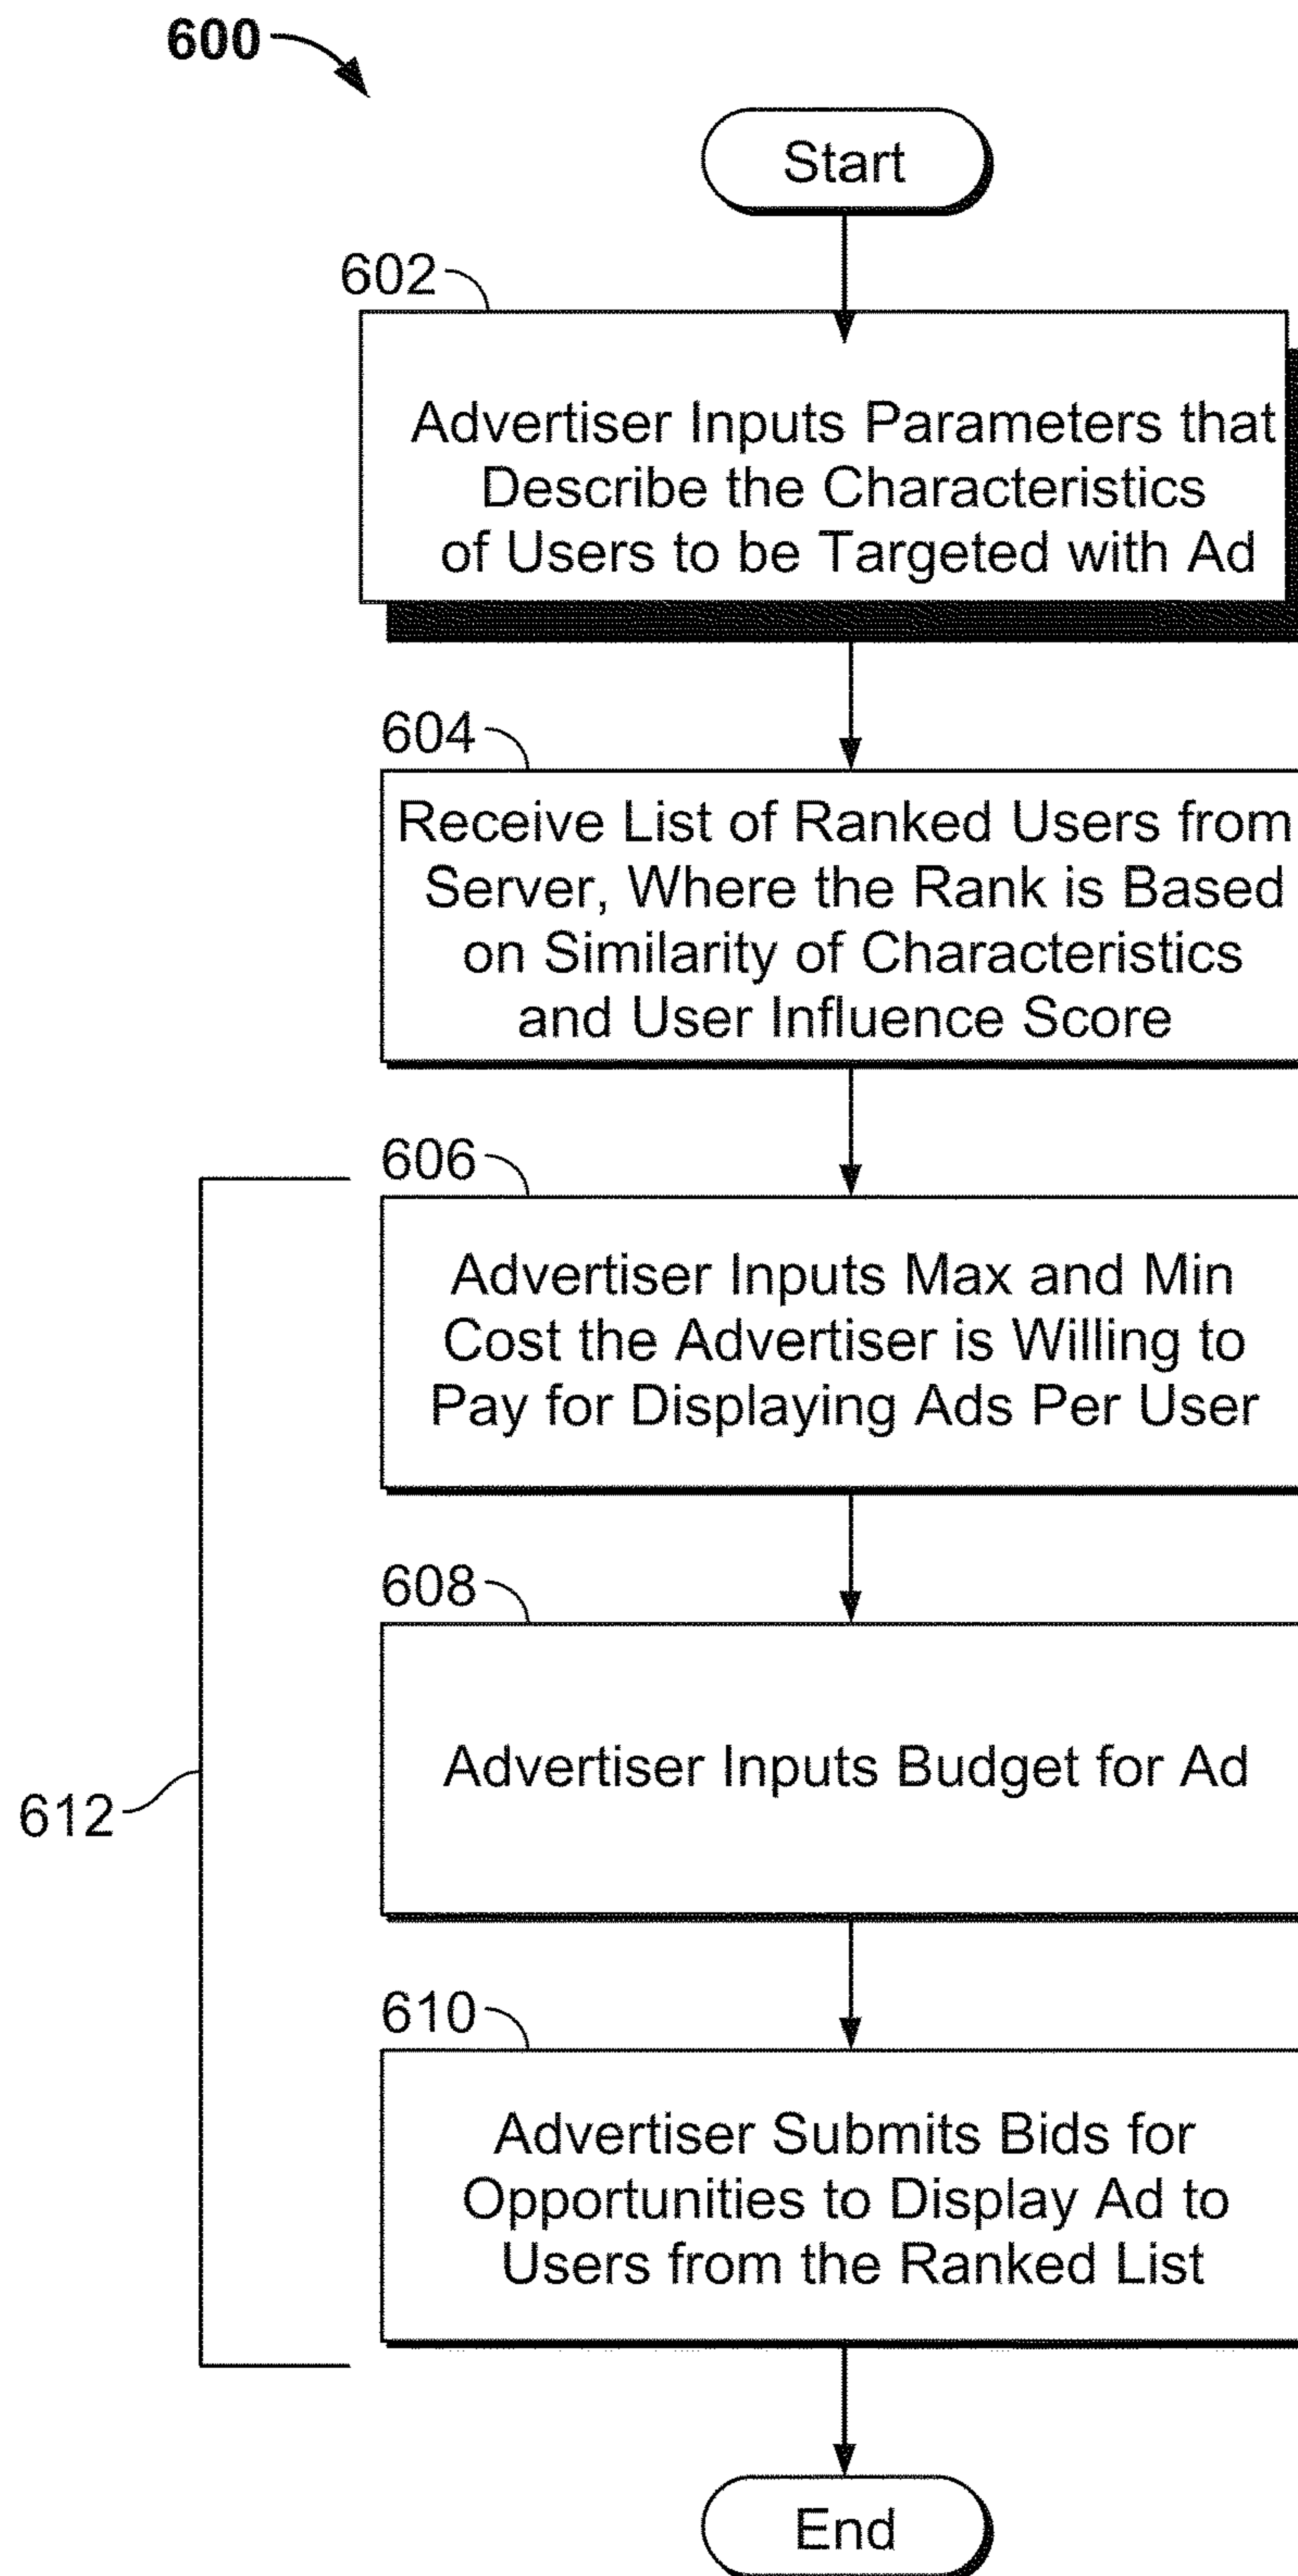 600
Start
602
Advertiser Inputs Parameters that
Describe the Characteristics
of Users to be Targeted with Ad
604
Receive List of Ranked Users from
Server, Where the Rank is Based
on Similarity of Characteristics
and User Influence Score
606
Advertiser Inputs Max and Min
Cost the Advertiser is Willing to
Pay for Displaying Ads Per User
608
Advertiser Inputs Budget for Ad
612
610
Advertiser Submits Bids for
Opportunities to Display Ad to
Users from the Ranked List
End